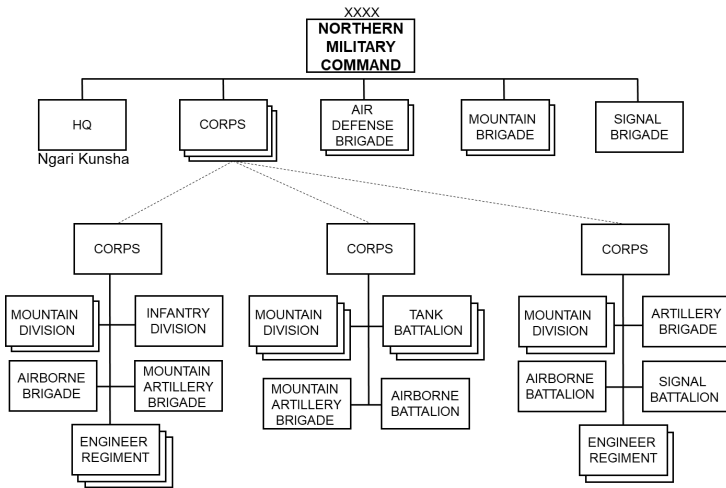 XXXX
NORTHERN
MILITARY
COMMAND
HQ
Ngari Kunsha
CORPS
AIR
DEFENSE
BRIGADE
MOUNTAIN
BRIGADE
SIGNAL
BRIGADE
CORPS
CORPS
CORPS
MOUNTAIN
DIVISION
INFANTRY
DIVISION
AIRBORNE
BRIGADE
MOUNTAIN
ARTILLERY
BRIGADE
ENGINEER
REGIMENT
MOUNTAIN
DIVISION
TANK
BATTALION
MOUNTAIN
ARTILLERY
BRIGADE
AIRBORNE
BATTALION
MOUNTAIN
DIVISION
ARTILLERY
BRIGADE
AIRBORNE
BATTALION
SIGNAL
BATTALION
ENGINEER
REGIMENT